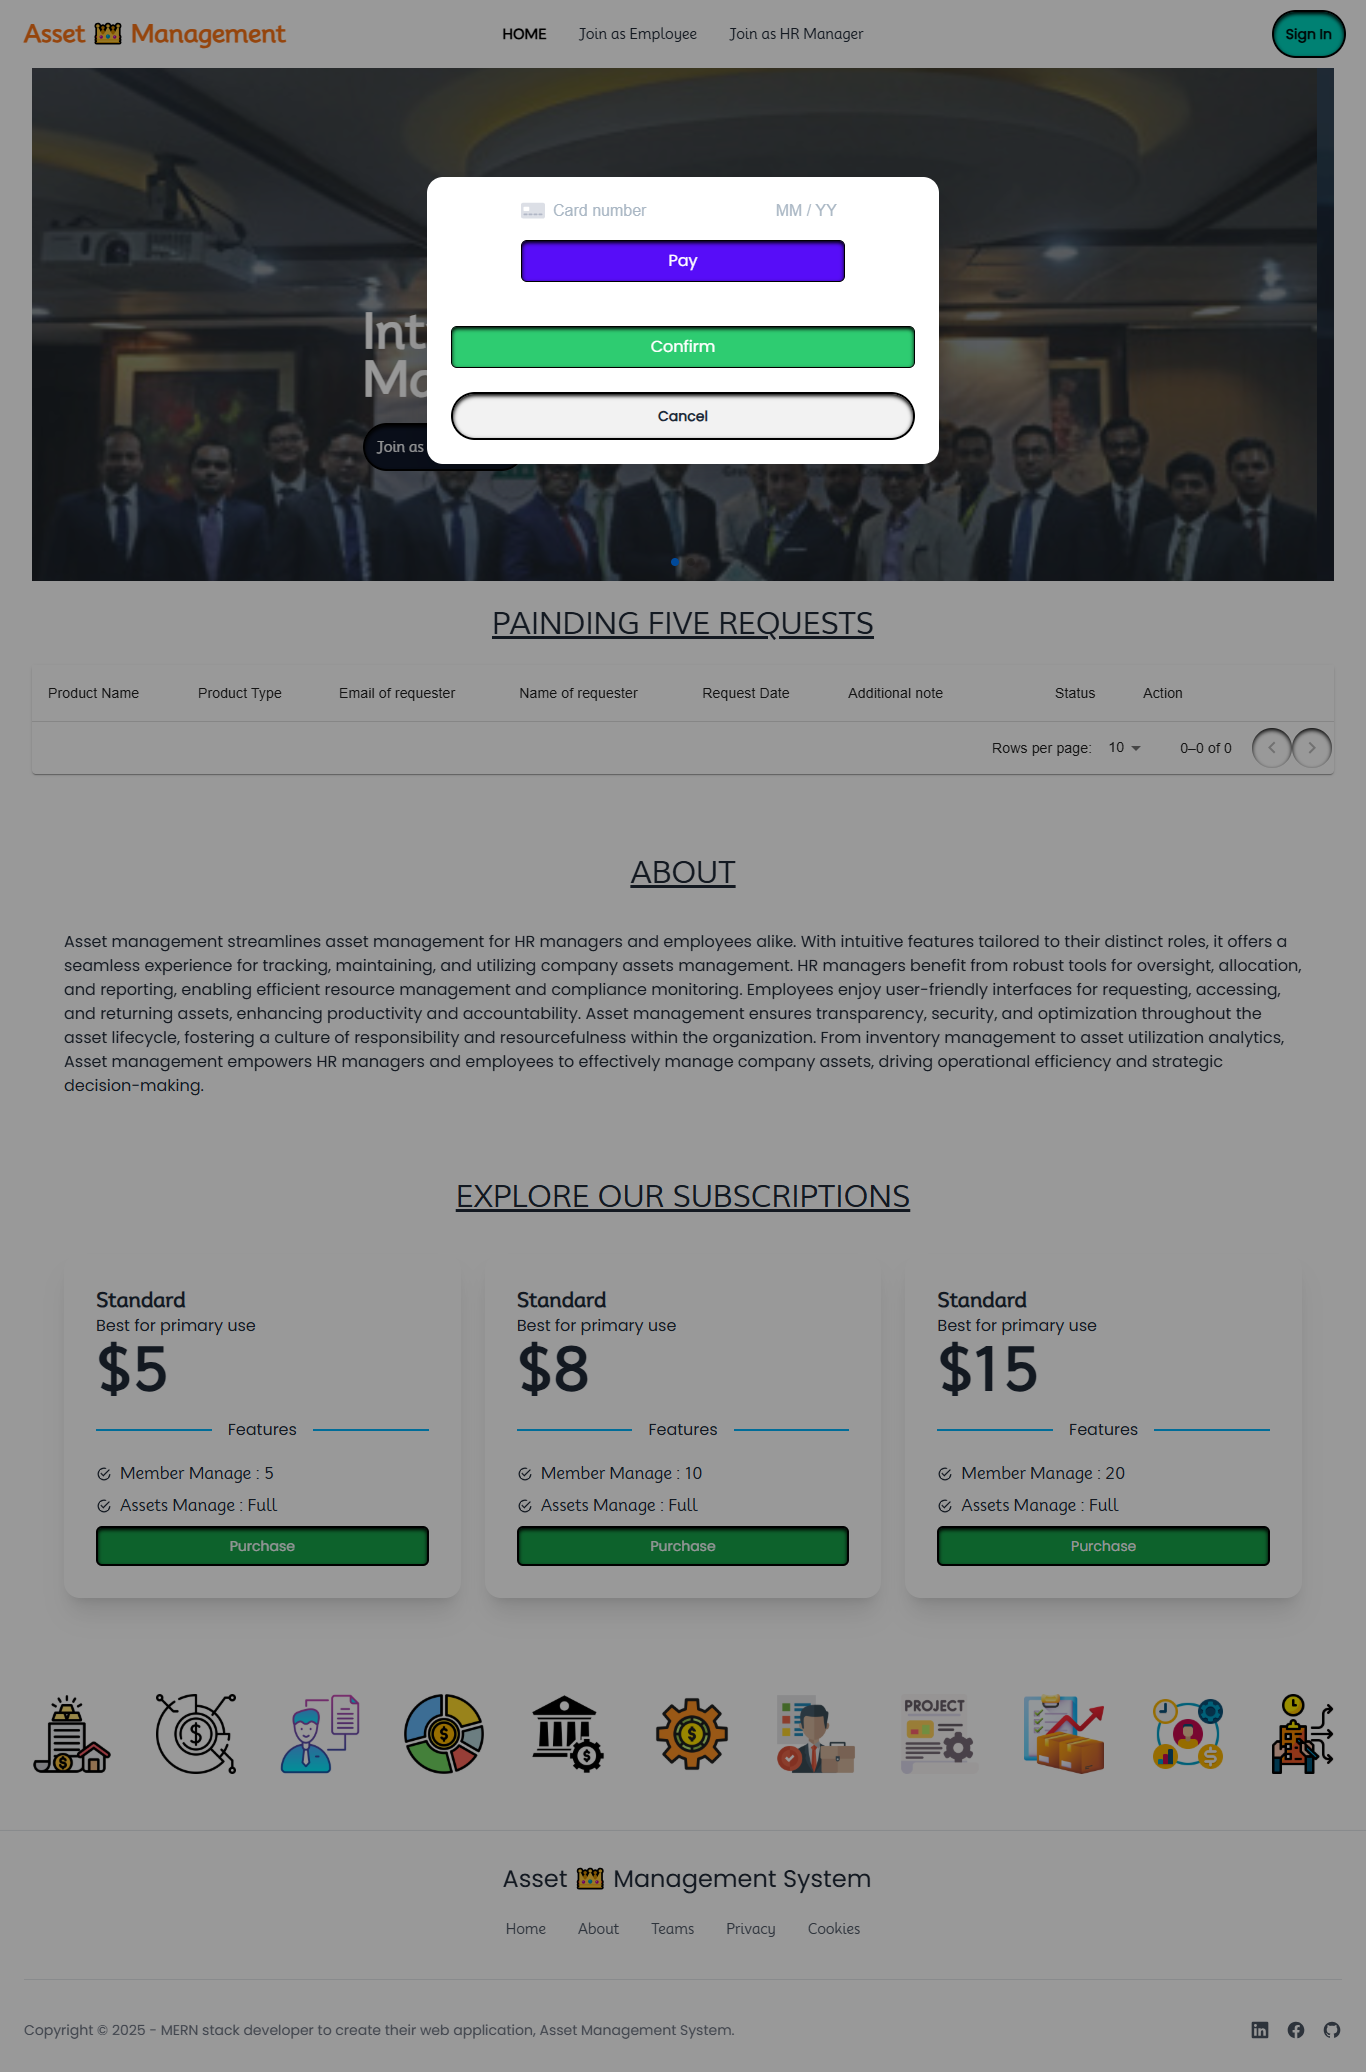 Asset Management
HOME
Join as Employee
Join as HR Manager
Sign In
Card number
MM / YY
Pay
Confirm
Cancel
Join as
PAINDING FIVE REQUESTS
Product Name
Product Type
Email of requester
Name of requester
Request Date
Additional note
Status
Action
Rows per page:
10
0–0 of 0
ABOUT
Asset management streamlines asset management for HR managers and employees alike. With intuitive features tailored to their distinct roles, it offers a
seamless experience for tracking, maintaining, and utilizing company assets management. HR managers benefit from robust tools for oversight, allocation,
and reporting, enabling efficient resource management and compliance monitoring. Employees enjoy user-friendly interfaces for requesting, accessing,
and returning assets, enhancing productivity and accountability. Asset management ensures transparency, security, and optimization throughout the
asset lifecycle, fostering a culture of responsibility and resourcefulness within the organization. From inventory management to asset utilization analytics,
Asset management empowers HR managers and employees to effectively manage company assets, driving operational efficiency and strategic
decision-making.
EXPLORE OUR SUBSCRIPTIONS
Standard
Best for primary use
$5
Features
Member Manage : 5
Assets Manage : Full
Purchase
Standard
Best for primary use
$8
Features
Member Manage : 10
Assets Manage : Full
Purchase
Standard
Best for primary use
$15
Features
Member Manage : 20
Assets Manage : Full
Purchase
PROJECT
Asset Management System
Home
About
Teams
Privacy
Cookies
Copyright © 2025 - MERN stack developer to create their web application, Asset Management System.